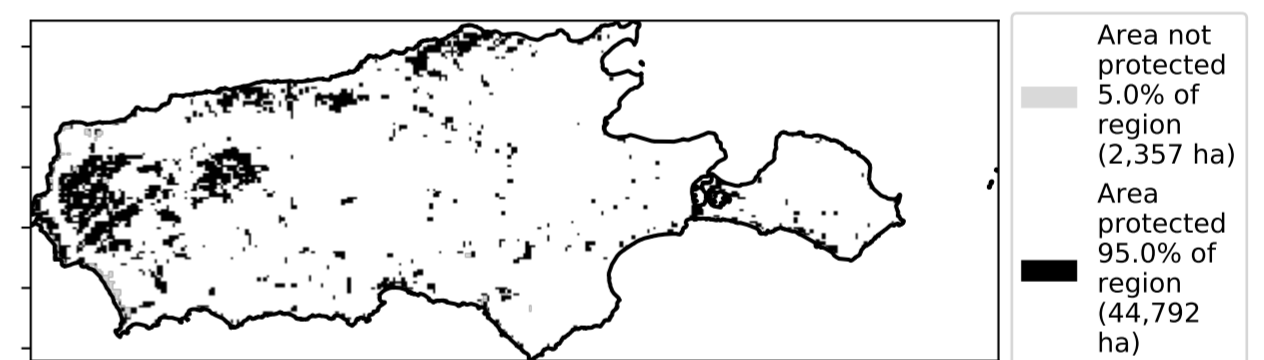 Area not
protected
5.0% of
region
(2,357 ha)
Area
protected
95.0% of
region
(44,792
ha)